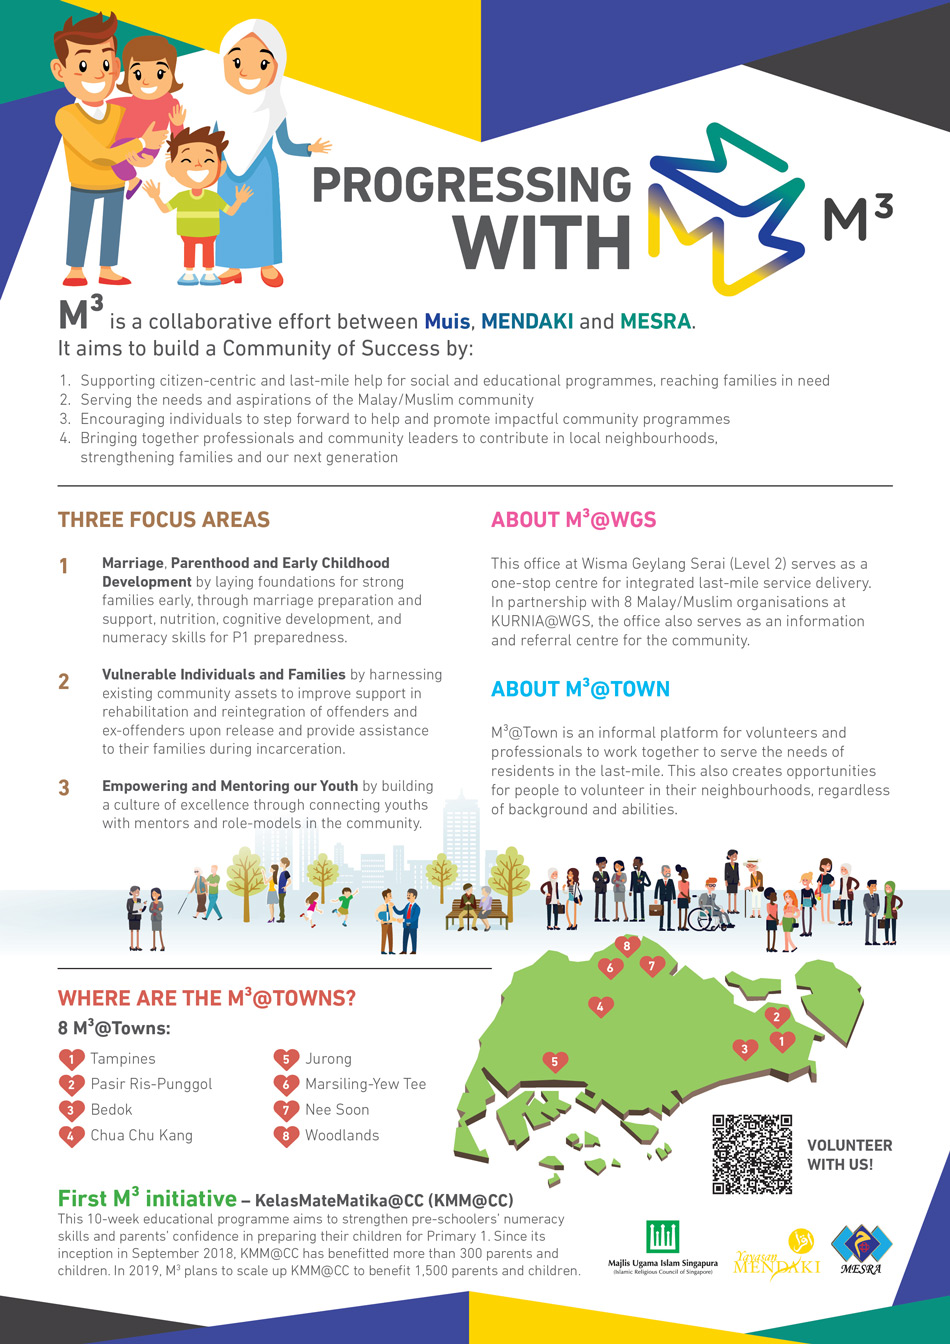 PROGRESSING
WITH
M³
M³ is a collaborative effort between Muis, MENDAKI and MESRA.
It aims to build a Community of Success by:
1. Supporting citizen-centric and last-mile help for social and educational programmes, reaching families in need
2. Serving the needs and aspirations of the Malay/Muslim community
3. Encouraging individuals to step forward to help and promote impactful community programmes
4. Bringing together professionals and community leaders to contribute in local neighbourhoods,
strengthening families and our next generation
THREE FOCUS AREAS
1 Marriage, Parenthood and Early Childhood
Development by laying foundations for strong
families early, through marriage preparation and
support, nutrition, cognitive development, and
numeracy skills for P1 preparedness.
2 Vulnerable Individuals and Families by harnessing
existing community assets to improve support in
rehabilitation and reintegration of offenders and
ex-offenders upon release and provide assistance
to their families during incarceration.
3 Empowering and Mentoring our Youth by building
a culture of excellence through connecting youths
with mentors and role-models in the community.
ABOUT M³@WGS
This office at Wisma Geylang Serai (Level 2) serves as a
one-stop centre for integrated last-mile service delivery.
In partnership with 8 Malay/Muslim organisations at
KURNIA@WGS, the office also serves as an information
and referral centre for the community.
ABOUT M³@TOWN
M³@Town is an informal platform for volunteers and
professionals to work together to serve the needs of
residents in the last-mile. This also creates opportunities
for people to volunteer in their neighbourhoods, regardless
of background and abilities.
WHERE ARE THE M³@TOWNS?
8 M³@Towns:
1 Tampines
2 Pasir Ris-Punggol
3 Bedok
4 Chua Chu Kang
5 Jurong
6 Marsiling-Yew Tee
7 Nee Soon
8 Woodlands
8
6
7
4
2
1
3
5
VOLUNTEER
WITH US!
First M³ initiative – KelasMateMatika@CC (KMM@CC)
This 10-week educational programme aims to strengthen pre-schoolers' numeracy
skills and parents' confidence in preparing their children for Primary 1. Since its
inception in September 2018, KMM@CC has benefitted more than 300 parents and
children. In 2019, M³ plans to scale up KMM@CC to benefit 1,500 parents and children.
Majlis Ugama Islam Singapura
(Islamic Religious Council of Singapore)
Yayasan
MENDAKI
MESRA